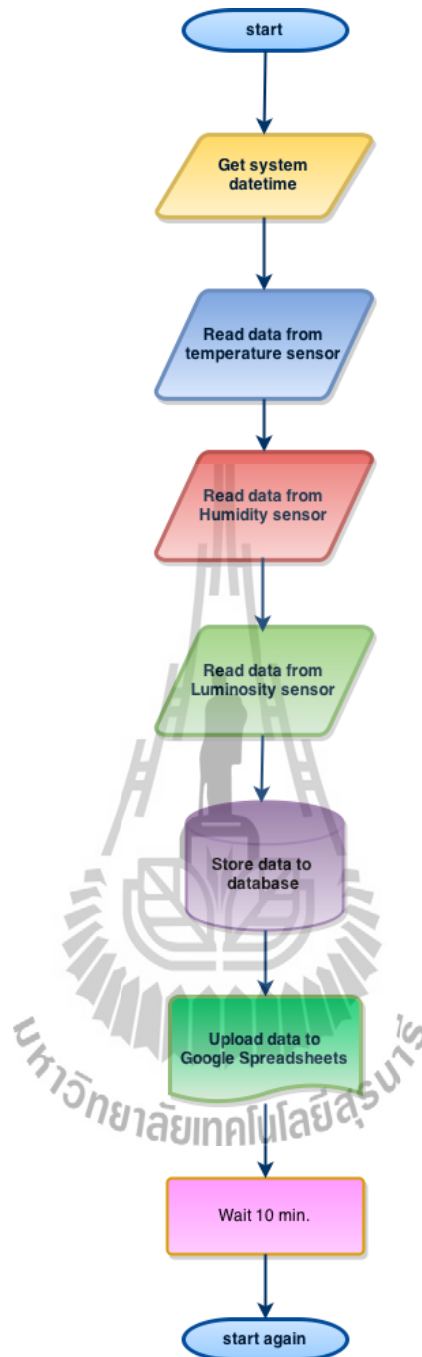 start
Get system
datetime
Read data from
temperature sensor
Read data from
Humidity sensor
Read data from
Luminosity sensor
Store data to
database
Upload data to
Google Spreadsheets
มหาวิทยาลัยเทคโนโลยีสุรนารี
Wait 10 min.
start again